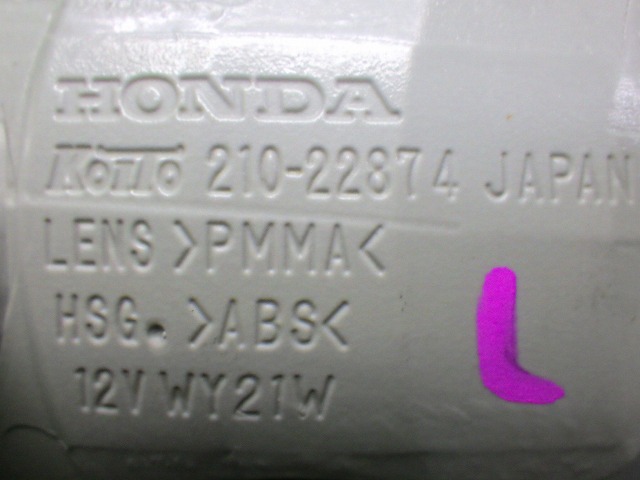 HONDA
KOITO 210-22874 JAPAN
LENS >PMMA<
HSG. >ABS<
12V WY21W
L